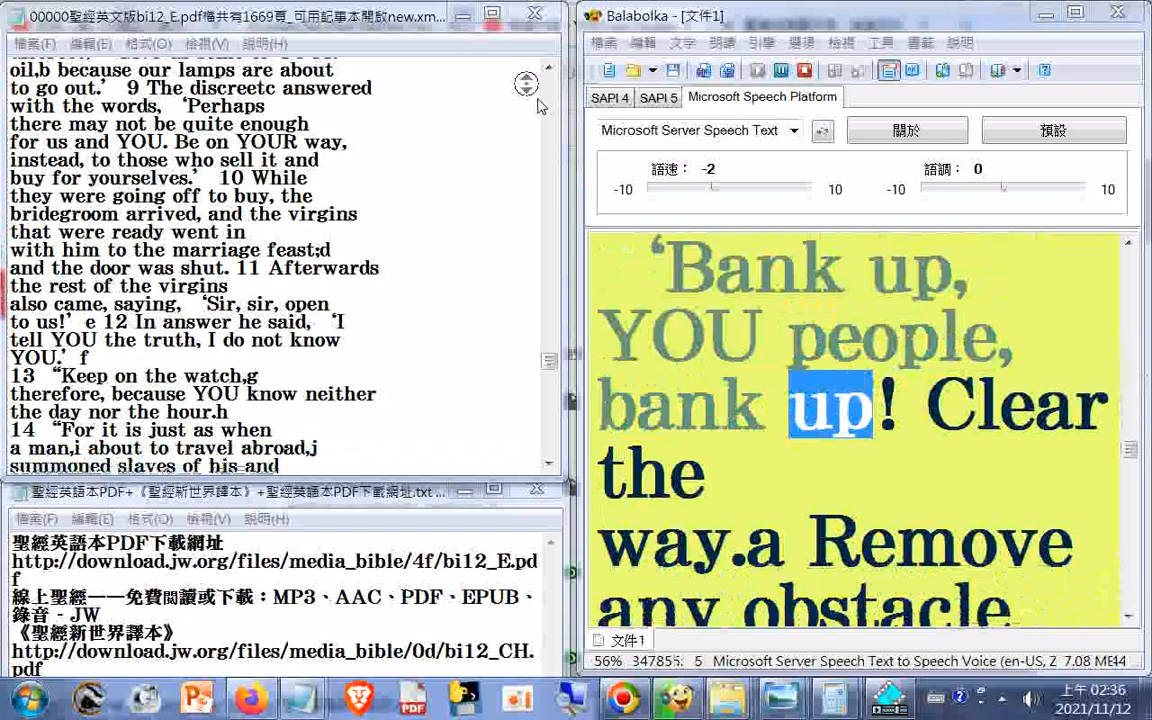 00000聖經英文版bi12_E.pdf檔共有1669頁_可用記事本開啟new.xm...
檔案(F) 編輯(E) 格式(O) 檢視(V) 說明(H)
oil,b because our lamps are about
to go out.’ 9 The discreetc answered
with the words, ‘Perhaps
there may not be quite enough
for us and YOU. Be on YOUR way,
instead, to those who sell it and
buy for yourselves.’ 10 While
they were going off to buy, the
bridegroom arrived, and the virgins
that were ready went in
with him to the marriage feast;d
and the door was shut. 11 Afterwards
the rest of the virgins
also came, saying, ‘Sir, sir, open
to us!’ e 12 In answer he said, ‘I
tell YOU the truth, I do not know
YOU.’ f
13 “Keep on the watch,g
therefore, because YOU know neither
the day nor the hour.h
14 “For it is just as when
a man,i about to travel abroad,j
summoned slaves of his and
聖經英語本PDF+《聖經新世界譯本》+聖經英語本PDF下載網址.txt ...
檔案(F) 編輯(E) 格式(O) 檢視(V) 說明(H)
聖經英語本PDF下載網址
http://download.jw.org/files/media_bible/4f/bi12_E.pd
f
線上聖經——免費閱讀或下載：MP3、AAC、PDF、EPUB、
錄音 - JW
《聖經新世界譯本》
http://download.jw.org/files/media_bible/0d/bi12_CH.
pdf
Balabolka - [文件1]
檔案 編輯 文字 朗讀 引擎 選項 檢視 工具 書籤 說明
SAPI 4 SAPI 5 Microsoft Speech Platform
Microsoft Server Speech Text 關於 預設
語速： -2 語調： 0
-10 10 -10 10
‘Bank up,
YOU people,
bank up! Clear
the
way.a Remove
any obstacle
文件1
56% 347855. 5 Microsoft Server Speech Text to Speech Voice (en-US, Z 7.08 ME44
上午 02:36
2021/11/12